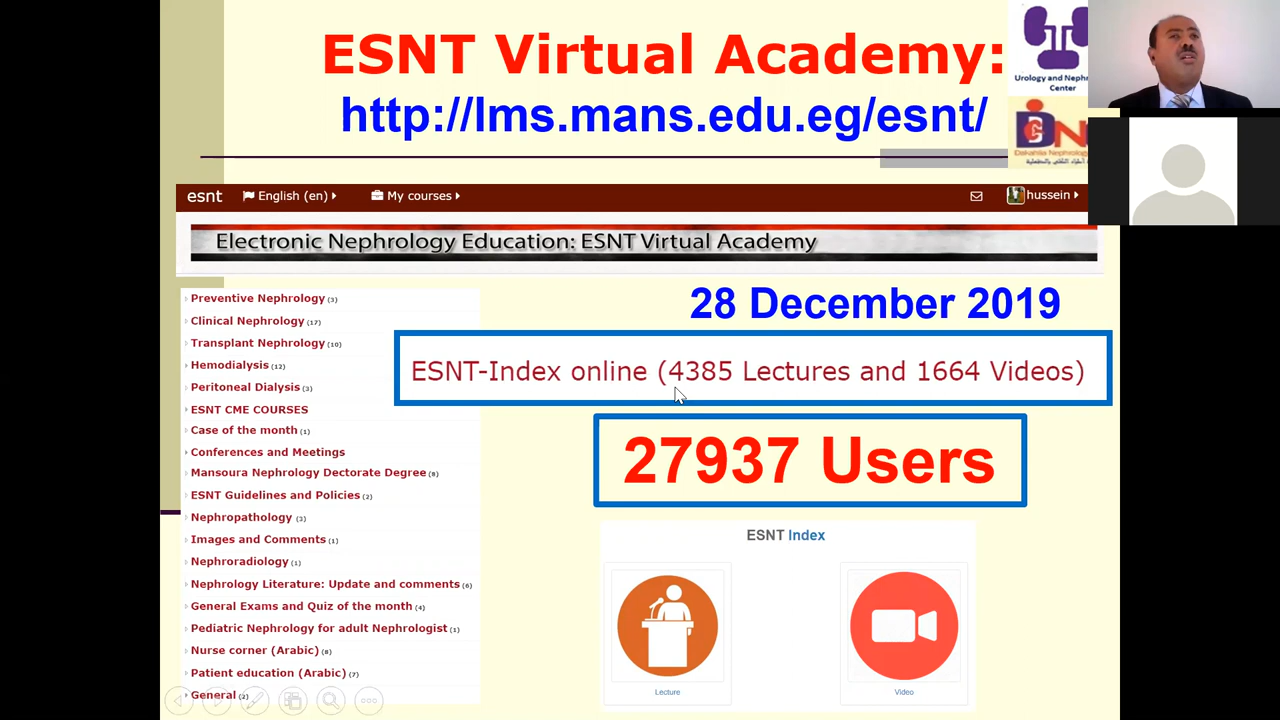 ESNT Virtual Academy:
http://lms.mans.edu.eg/esnt/
Urology and Neph
Center
Dakahlia Nephrology
esnt English (en) My courses hussein
Electronic Nephrology Education: ESNT Virtual Academy
28 December 2019
ESNT-Index online (4385 Lectures and 1664 Videos)
27937 Users
Preventive Nephrology (3)
Clinical Nephrology (17)
Transplant Nephrology (10)
Hemodialysis (12)
Peritoneal Dialysis (3)
ESNT CME COURSES
Case of the month (1)
Conferences and Meetings
Mansoura Nephrology Dectorate Degree (8)
ESNT Guidelines and Policies (2)
Nephropathology (3)
Images and Comments (1)
Nephroradiology (1)
Nephrology Literature: Update and comments (6)
General Exams and Quiz of the month (4)
Pediatric Nephrology for adult Nephrologist (1)
Nurse corner (Arabic) (8)
Patient education (Arabic) (7)
General (2)
ESNT Index
Lecture
Video